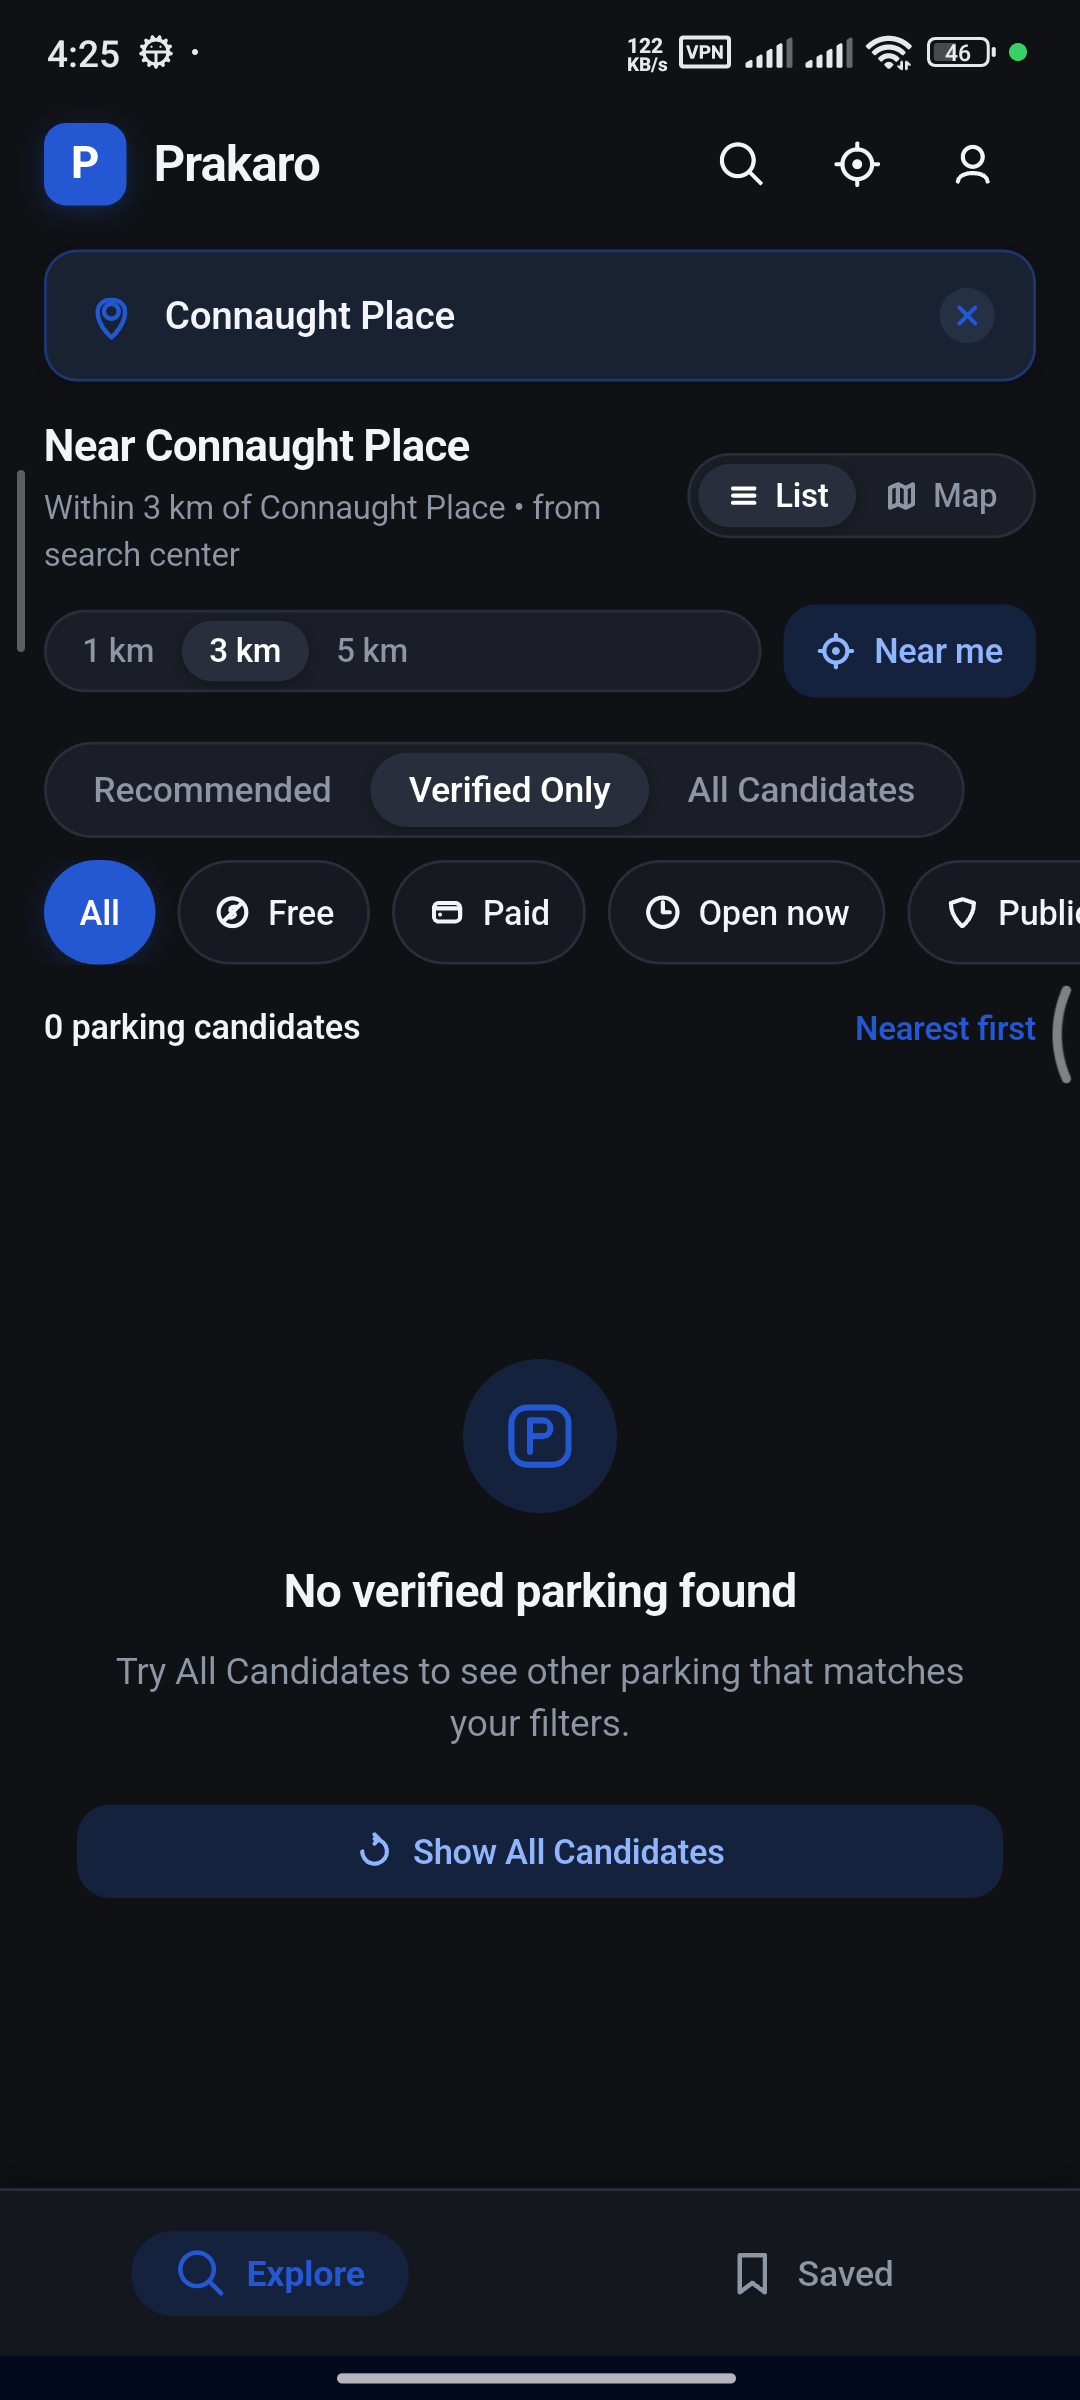 4:25
122
KB/s
VPN
46
P
Prakaro
Connaught Place
Near Connaught Place
Within 3 km of Connaught Place • from
search center
List
Map
1 km
3 km
5 km
Near me
Recommended
Verified Only
All Candidates
All
Free
Paid
Open now
Public
0 parking candidates
Nearest first
P
No verified parking found
Try All Candidates to see other parking that matches
your filters.
Show All Candidates
Explore
Saved